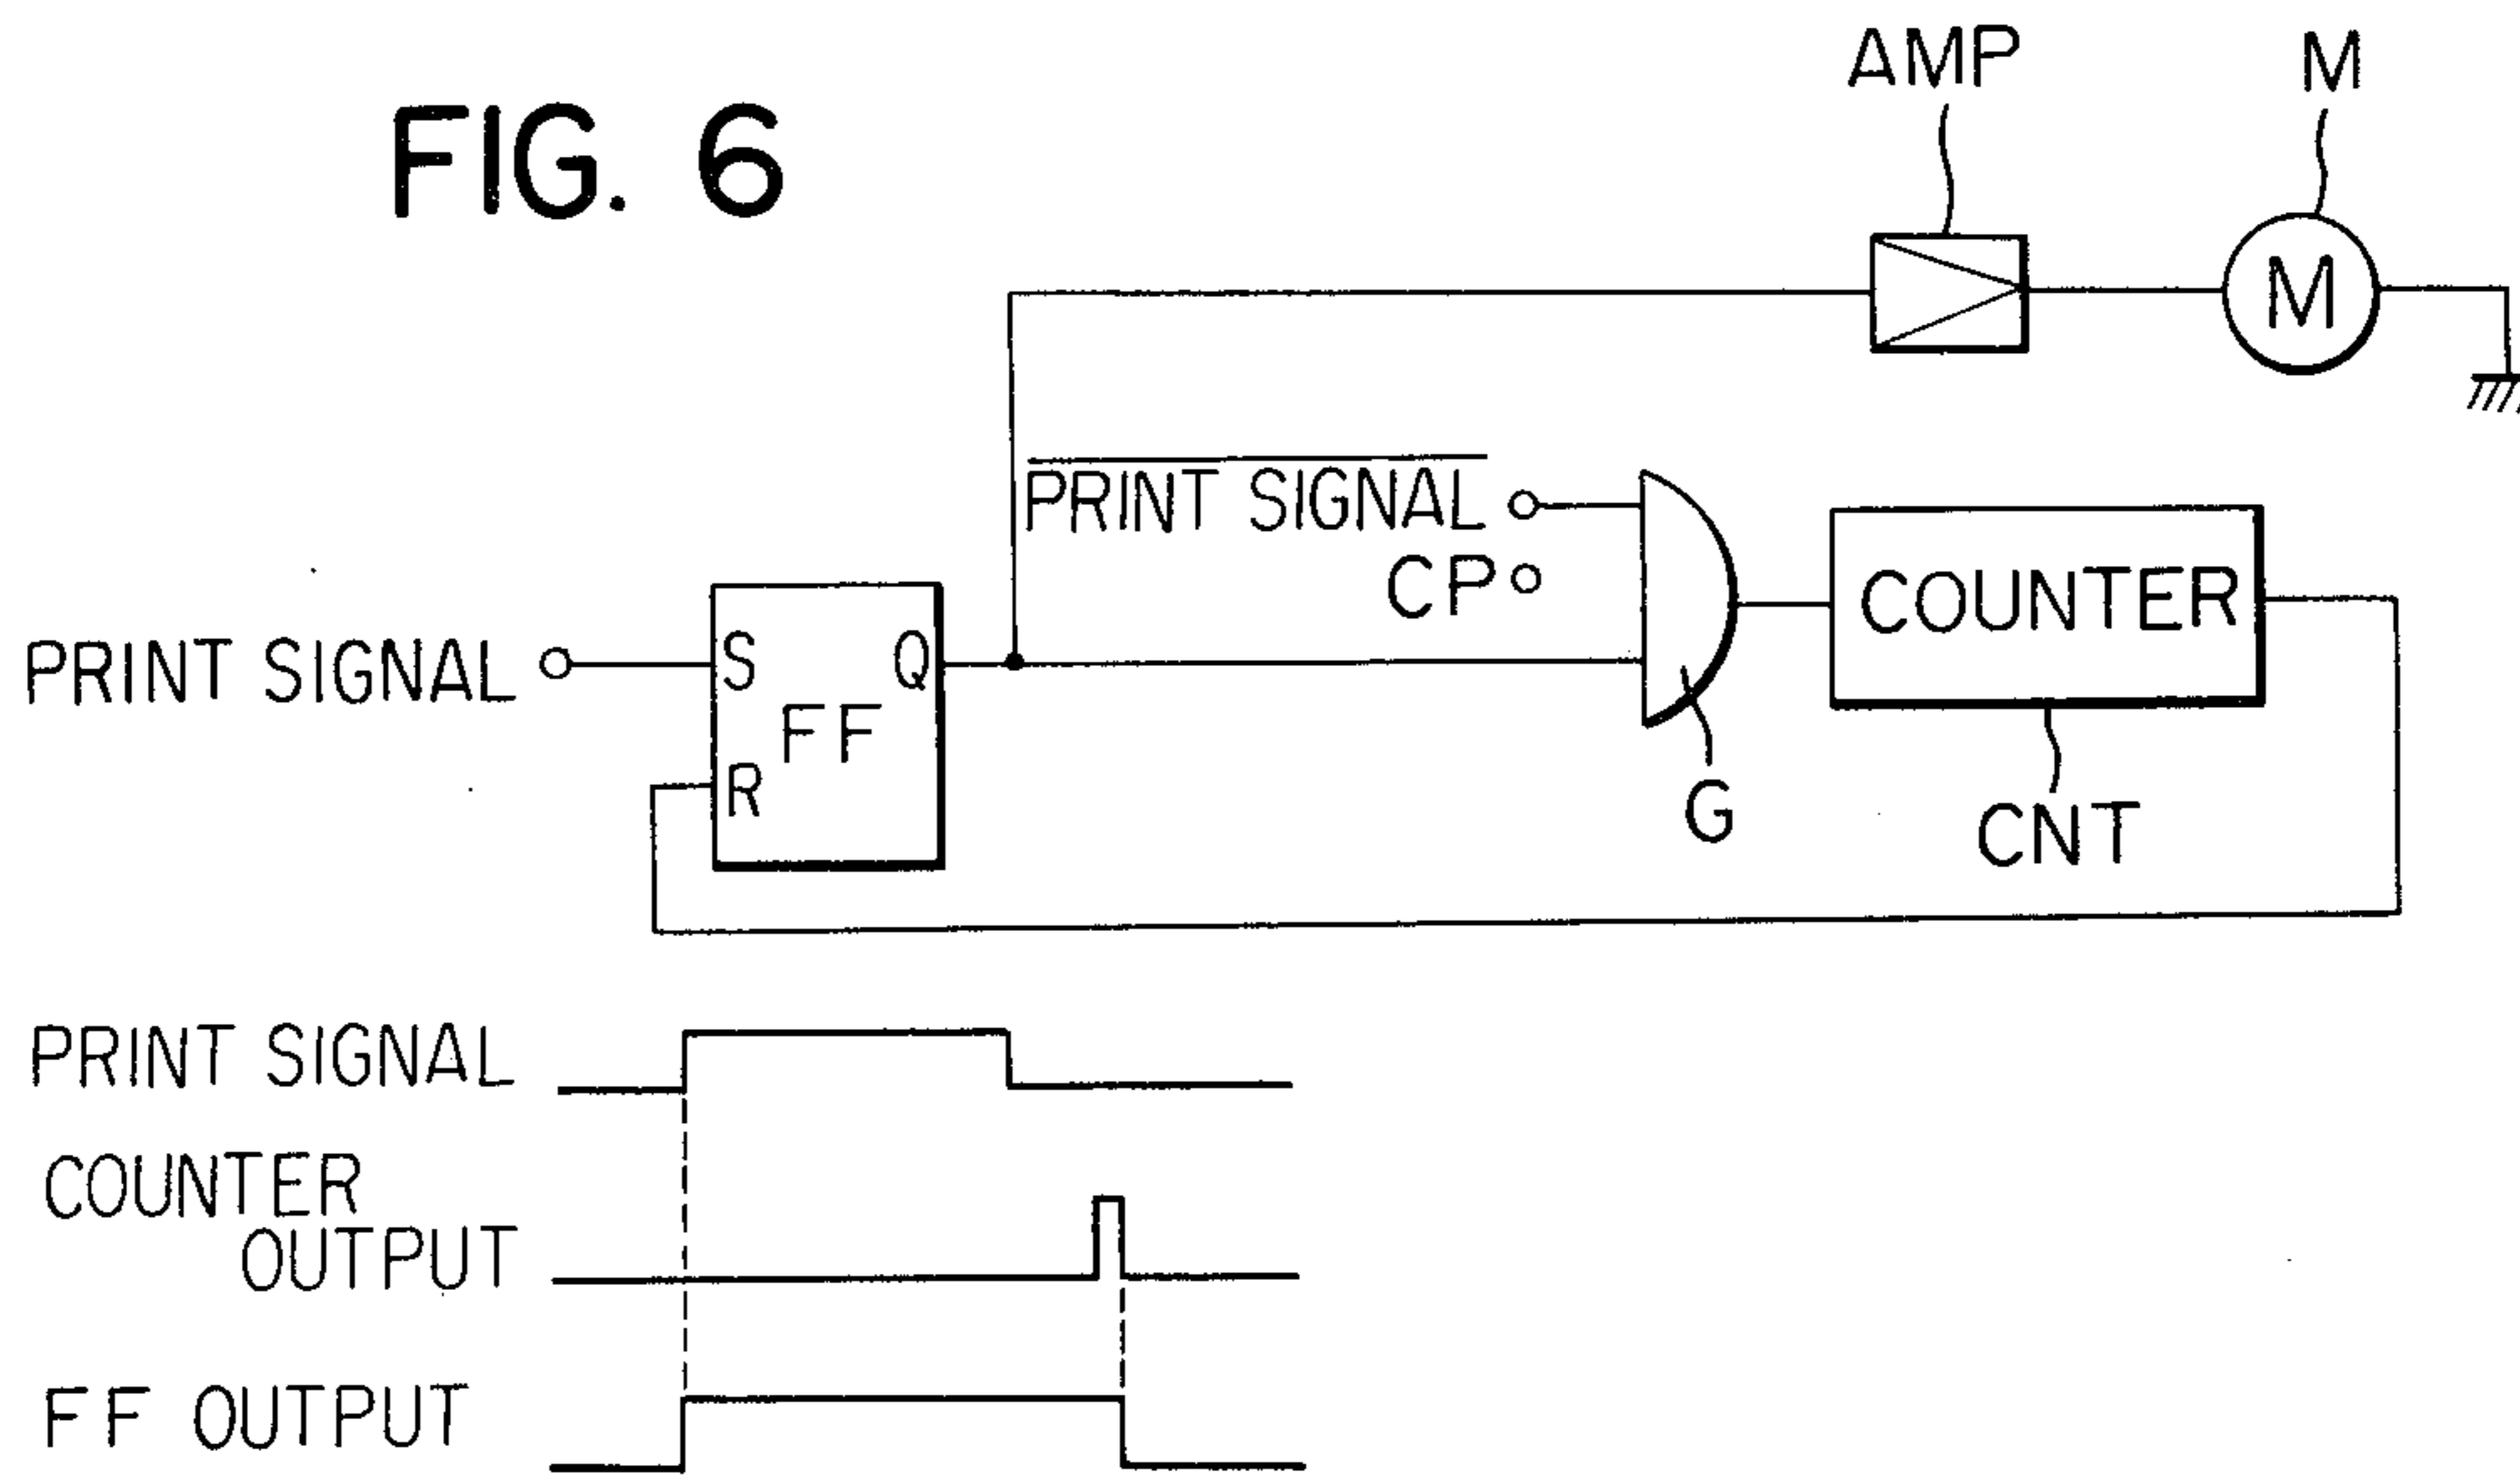 FIG. 6
AMP
M
M
PRINT SIGNAL
CP
COUNTER
PRINT SIGNAL
S
Q
FF
R
G
CNT
PRINT SIGNAL
COUNTER
OUTPUT
FF OUTPUT